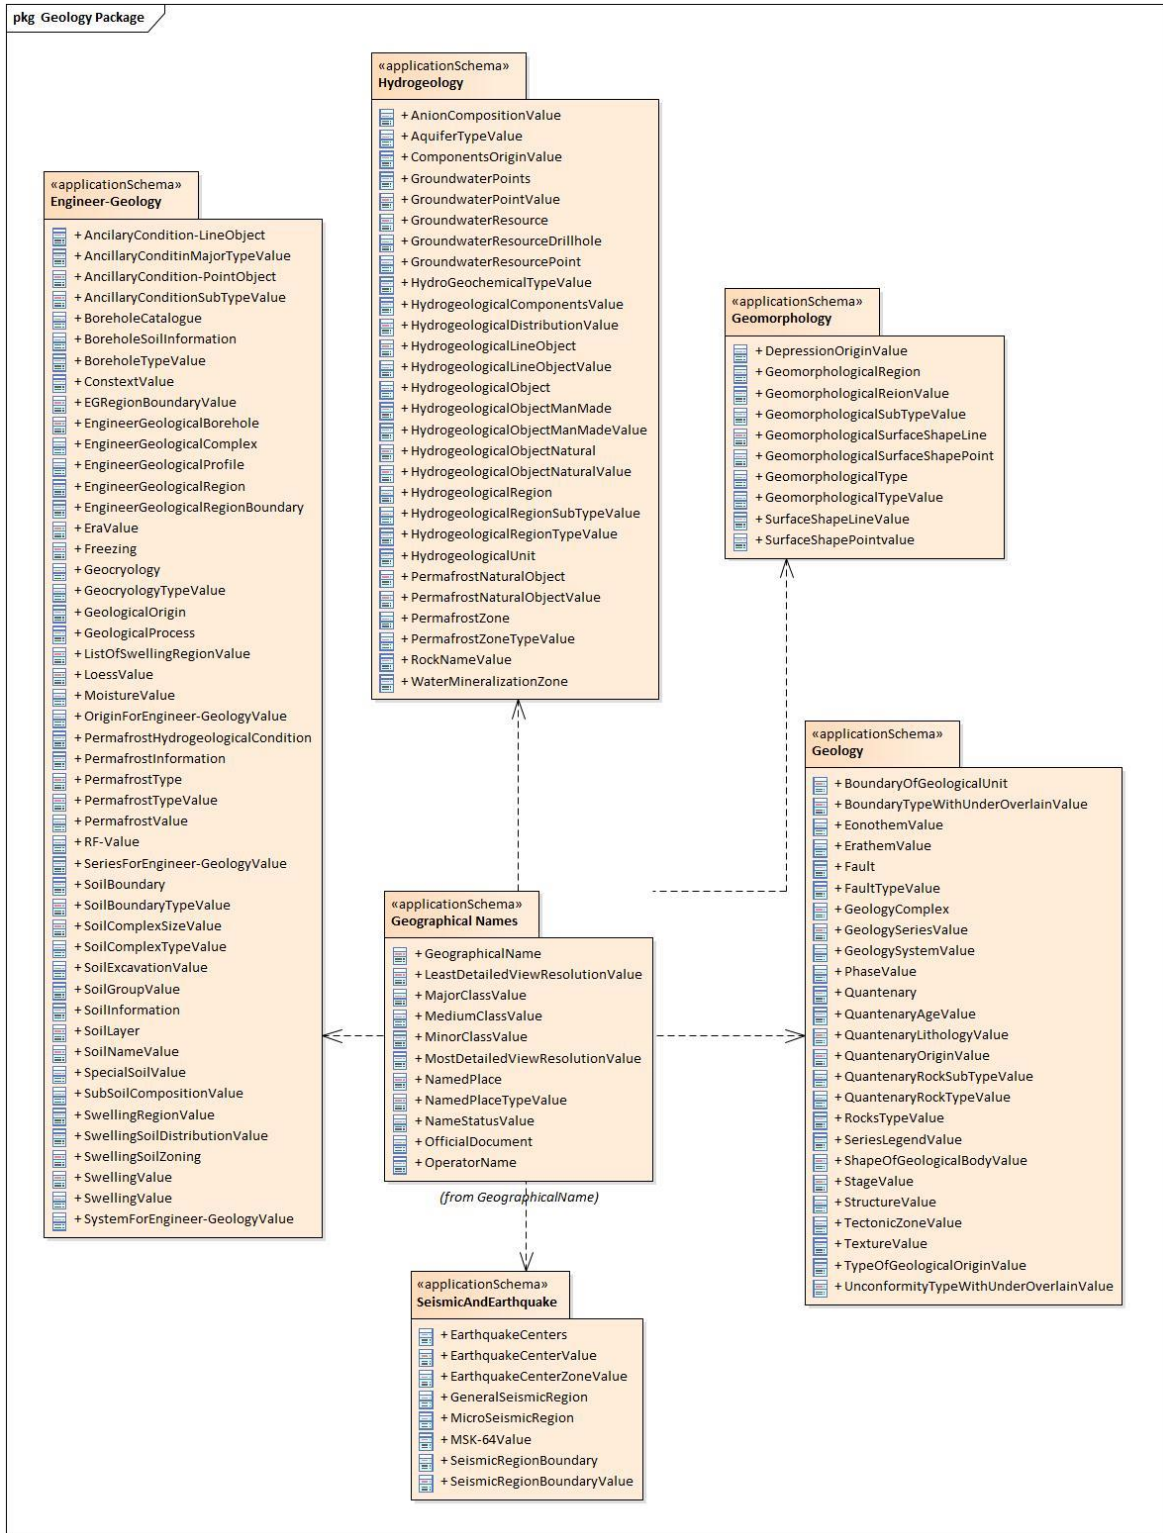 pkg Geology Package
«applicationSchema»
Hydrogeology
+ AnionCompositionValue
+ AquiferTypeValue
+ ComponentsOriginValue
+ GroundwaterPoints
+ GroundwaterPointValue
+ GroundwaterResource
+ GroundwaterResourceDrillhole
+ GroundwaterResourcePoint
+ HydroGeochemicalTypeValue
+ HydrogeologicalComponentsValue
+ HydrogeologicalDistributionValue
+ HydrogeologicalLineObject
+ HydrogeologicalLineObjectValue
+ HydrogeologicalObject
+ HydrogeologicalObjectManMade
+ HydrogeologicalObjectManMadeValue
+ HydrogeologicalObjectNatural
+ HydrogeologicalObjectNaturalValue
+ HydrogeologicalRegion
+ HydrogeologicalRegionSubTypeValue
+ HydrogeologicalRegionTypeValue
+ HydrogeologicalUnit
+ PermafrostNaturalObject
+ PermafrostNaturalObjectValue
+ PermafrostZone
+ PermafrostZoneTypeValue
+ RockNameValue
+ WaterMineralizationZone
«applicationSchema»
Engineer-Geology
+ AncilaryCondition-LineObject
+ AncillaryConditinMajorTypeValue
+ AncillaryCondition-PointObject
+ AncillaryConditionSubTypeValue
+ BoreholeCatalogue
+ BoreholeSoilInformation
+ BoreholeTypeValue
+ ConstextValue
+ EGRegionBoundaryValue
+ EngineerGeologicalBorehole
+ EngineerGeologicalComplex
+ EngineerGeologicalProfile
+ EngineerGeologicalRegion
+ EngineerGeologicalRegionBoundary
+ EraValue
+ Freezing
+ Geocryology
+ GeocryologyTypeValue
+ GeologicalOrigin
+ GeologicalProcess
+ ListOfSwellingRegionValue
+ LoessValue
+ MoistureValue
+ OriginForEngineer-GeologyValue
+ PermafrostHydrogeologicalCondition
+ PermafrostInformation
+ PermafrostType
+ PermafrostTypeValue
+ PermafrostValue
+ RF-Value
+ SeriesForEngineer-GeologyValue
+ SoilBoundary
+ SoilBoundaryTypeValue
+ SoilComplexSizeValue
+ SoilComplexTypeValue
+ SoilExcavationValue
+ SoilGroupValue
+ SoilInformation
+ SoilLayer
+ SoilNameValue
+ SpecialSoilValue
+ SubSoilCompositionValue
+ SwellingRegionValue
+ SwellingSoilDistributionValue
+ SwellingSoilZoning
+ SwellingValue
+ SwellingValue
+ SystemForEngineer-GeologyValue
«applicationSchema»
Geomorphology
+ DepressionOriginValue
+ GeomorphologicalRegion
+ GeomorphologicalReionValue
+ GeomorphologicalSubTypeValue
+ GeomorphologicalSurfaceShapeLine
+ GeomorphologicalSurfaceShapePoint
+ GeomorphologicalType
+ GeomorphologicalTypeValue
+ SurfaceShapeLineValue
+ SurfaceShapePointvalue
«applicationSchema»
Geology
+ BoundaryOfGeologicalUnit
+ BoundaryTypeWithUnderOverlainValue
+ EonothemValue
+ ErathemValue
+ Fault
+ FaultTypeValue
+ GeologyComplex
+ GeologySeriesValue
+ GeologySystemValue
+ PhaseValue
+ Quantenary
+ QuantenaryAgeValue
+ QuantenaryLithologyValue
+ QuantenaryOriginValue
+ QuantenaryRockSubTypeValue
+ QuantenaryRockTypeValue
+ RocksTypeValue
+ SeriesLegendValue
+ ShapeOfGeologicalBodyValue
+ StageValue
+ StructureValue
+ TectonicZoneValue
+ TextureValue
+ TypeOfGeologicalOriginValue
+ UnconformityTypeWithUnderOverlainValue
«applicationSchema»
Geographical Names
+ GeographicalName
+ LeastDetailedViewResolutionValue
+ MajorClassValue
+ MediumClassValue
+ MinorClassValue
+ MostDetailedViewResolutionValue
+ NamedPlace
+ NamedPlaceTypeValue
+ NameStatusValue
+ OfficialDocument
+ OperatorName
(from GeographicalName)
«applicationSchema»
SeismicAndEarthquake
+ EarthquakeCenters
+ EarthquakeCenterValue
+ EarthquakeCenterZoneValue
+ GeneralSeismicRegion
+ MicroSeismicRegion
+ MSK-64Value
+ SeismicRegionBoundary
+ SeismicRegionBoundaryValue